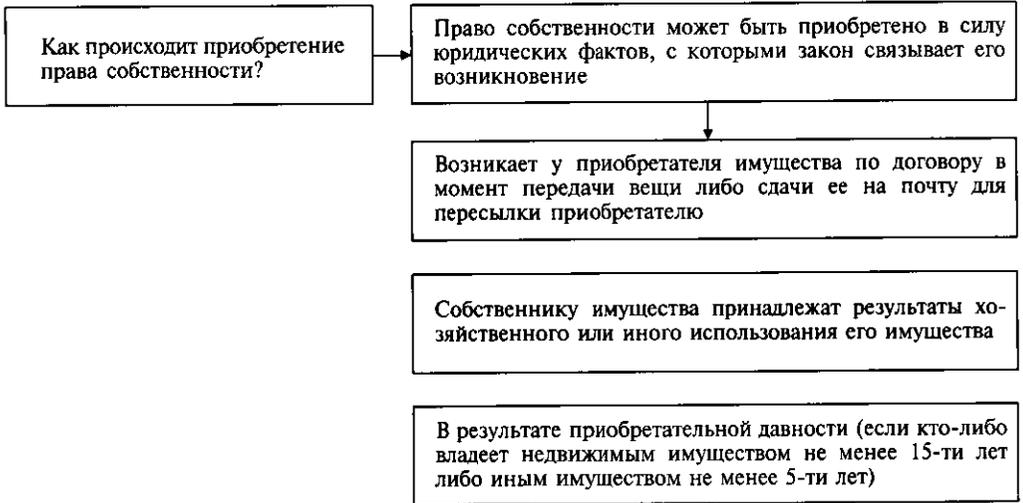 Как происходит приобретение
права собственности?
Право собственности может быть приобретено в силу
юридических фактов, с которыми закон связывает его
возникновение
Возникает у приобретателя имущества по договору в
момент передачи вещи либо сдачи ее на почту для
пересылки приобретателю
Собственнику имущества принадлежат результаты хо-
зяйственного или иного использования его имущества
В результате приобретательной давности (если кто-либо
владеет недвижимым имуществом не менее 15-ти лет
либо иным имуществом не менее 5-ти лет)